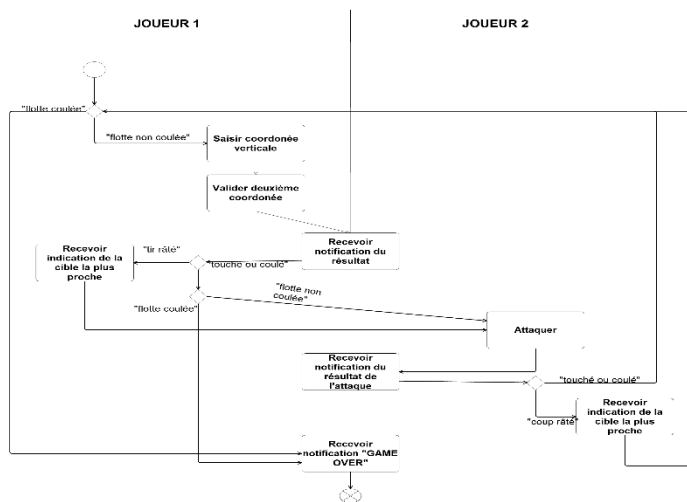 JOUEUR 1
JOUEUR 2
"flotte coulée"
"flotte non coulée"
Saisir coordonée
verticale
Valider deuxième
coordonée
Recevoir
notification du
résultat
"tir râté"
"touché ou coulé"
Recevoir
indication de la
cible la plus
proche
"flotte coulée"
"flotte non
coulée"
Attaquer
Recevoir
notification du
résultat de
l'attaque
"touché ou coulé"
"coup râté"
Recevoir
indication de la
cible la plus
proche
Recevoir
notification "GAME
OVER"